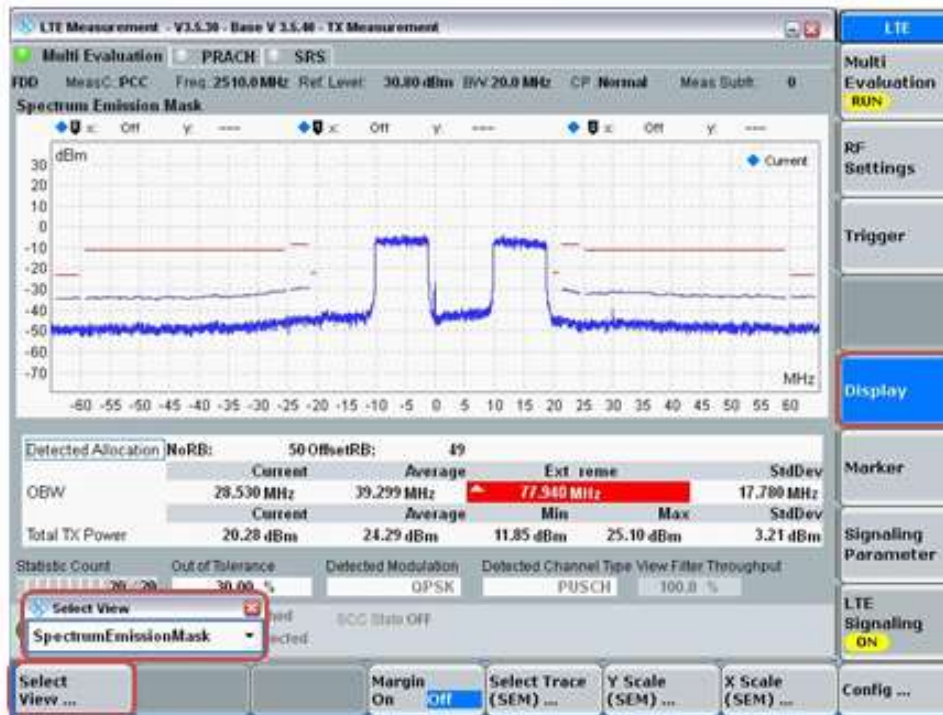 LTE Measurement - V3.5.30 - Base V 3.5.40 - TX Measurement
LTE
Multi Evaluation PRACH SRS
FDD MeasC: PCC Freq: 2510.0 MHz Ref. Level: 30.80 dBm BW: 20.0 MHz CP: Normal Meas Subfr.: 0
Spectrum Emission Mask
x: Off y: --- x: Off y: --- x: Off y: ---
dBm
Current
30
20
10
0
-10
-20
-30
-40
-50
-60
-70
MHz
-60 -55 -50 -45 -40 -35 -30 -25 -20 -15 -10 -5 0 5 10 15 20 25 30 35 40 45 50 55 60
Detected Allocation NoRB: 50 OffsetRB: 49
Current Average Ext reme StdDev
OBW 28.530 MHz 39.299 MHz 77.940 MHz 17.780 MHz
Current Average Min Max StdDev
Total TX Power 20.28 dBm 24.29 dBm 11.85 dBm 25.10 dBm 3.21 dBm
Statistic Count Out of Tolerance Detected Modulation Detected Channel Type View Filter Throughput
20 / 20 30.00 % QPSK PUSCH 100.0 %
Select View
SpectrumEmissionMask
SCC State OFF
Select View ...
Margin
On Off
Select Trace (SEM) ...
Y Scale (SEM) ...
X Scale (SEM) ...
Multi
Evaluation
RUN
RF
Settings
Trigger
Display
Marker
Signaling
Parameter
LTE
Signaling
ON
Config ...